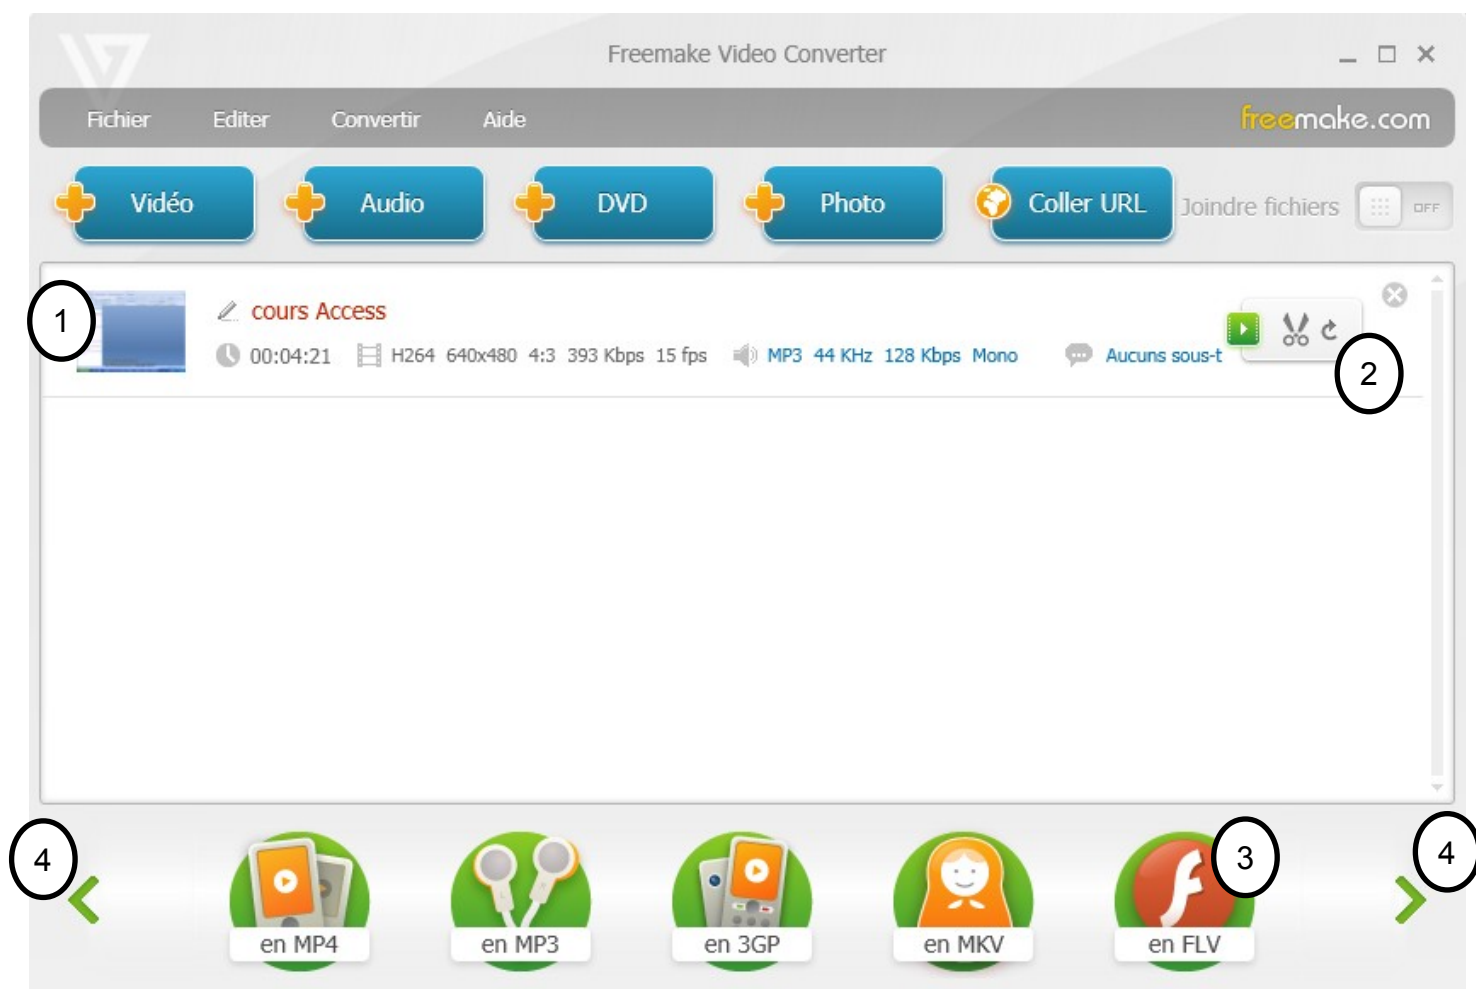 Freemake Video Converter
Fichier Editer Convertir Aide freemake.com
Vidéo Audio DVD Photo Coller URL Joindre fichiers OFF
1 cours Access
00:04:21 H264 640x480 4:3 393 Kbps 15 fps MP3 44 KHz 128 Kbps Mono Aucuns sous-t
2
4 3 4
en MP4 en MP3 en 3GP en MKV en FLV